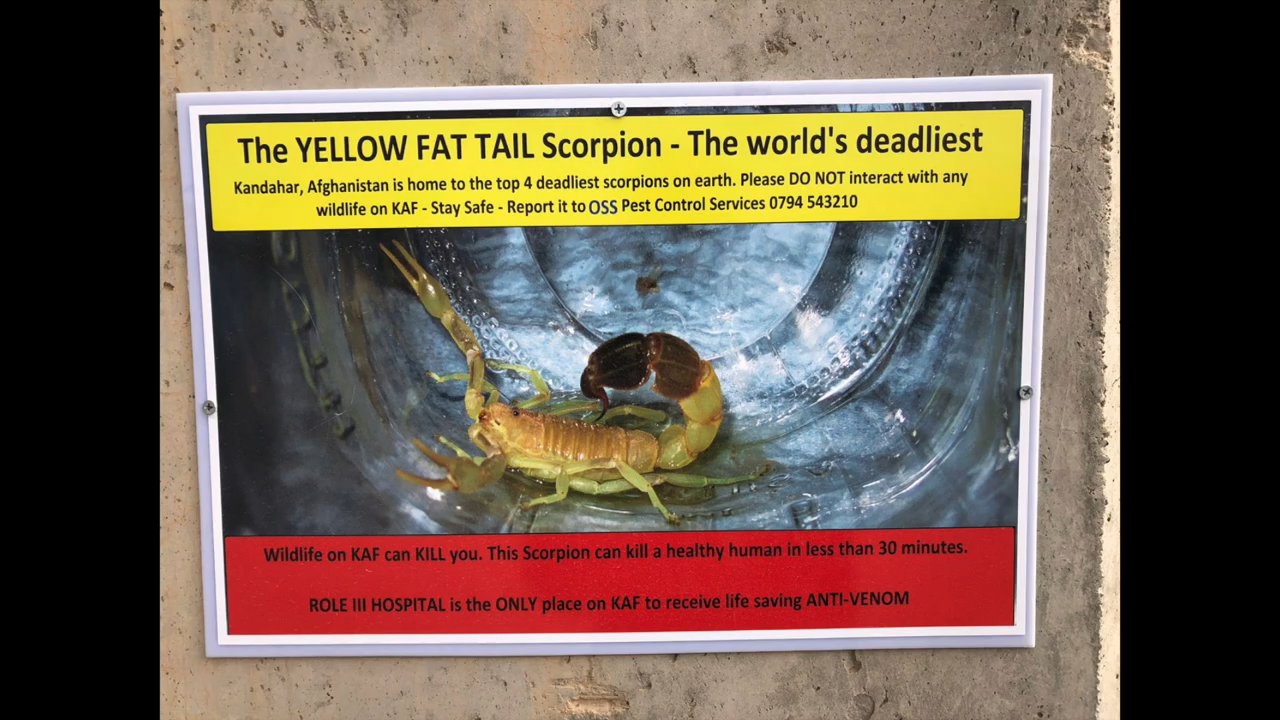 The YELLOW FAT TAIL Scorpion - The world's deadliest
Kandahar, Afghanistan is home to the top 4 deadliest scorpions on earth. Please DO NOT interact with any
wildlife on KAF - Stay Safe - Report it to OSS Pest Control Services 0794 543210
Wildlife on KAF can KILL you. This Scorpion can kill a healthy human in less than 30 minutes.
ROLE III HOSPITAL is the ONLY place on KAF to receive life saving ANTI-VENOM